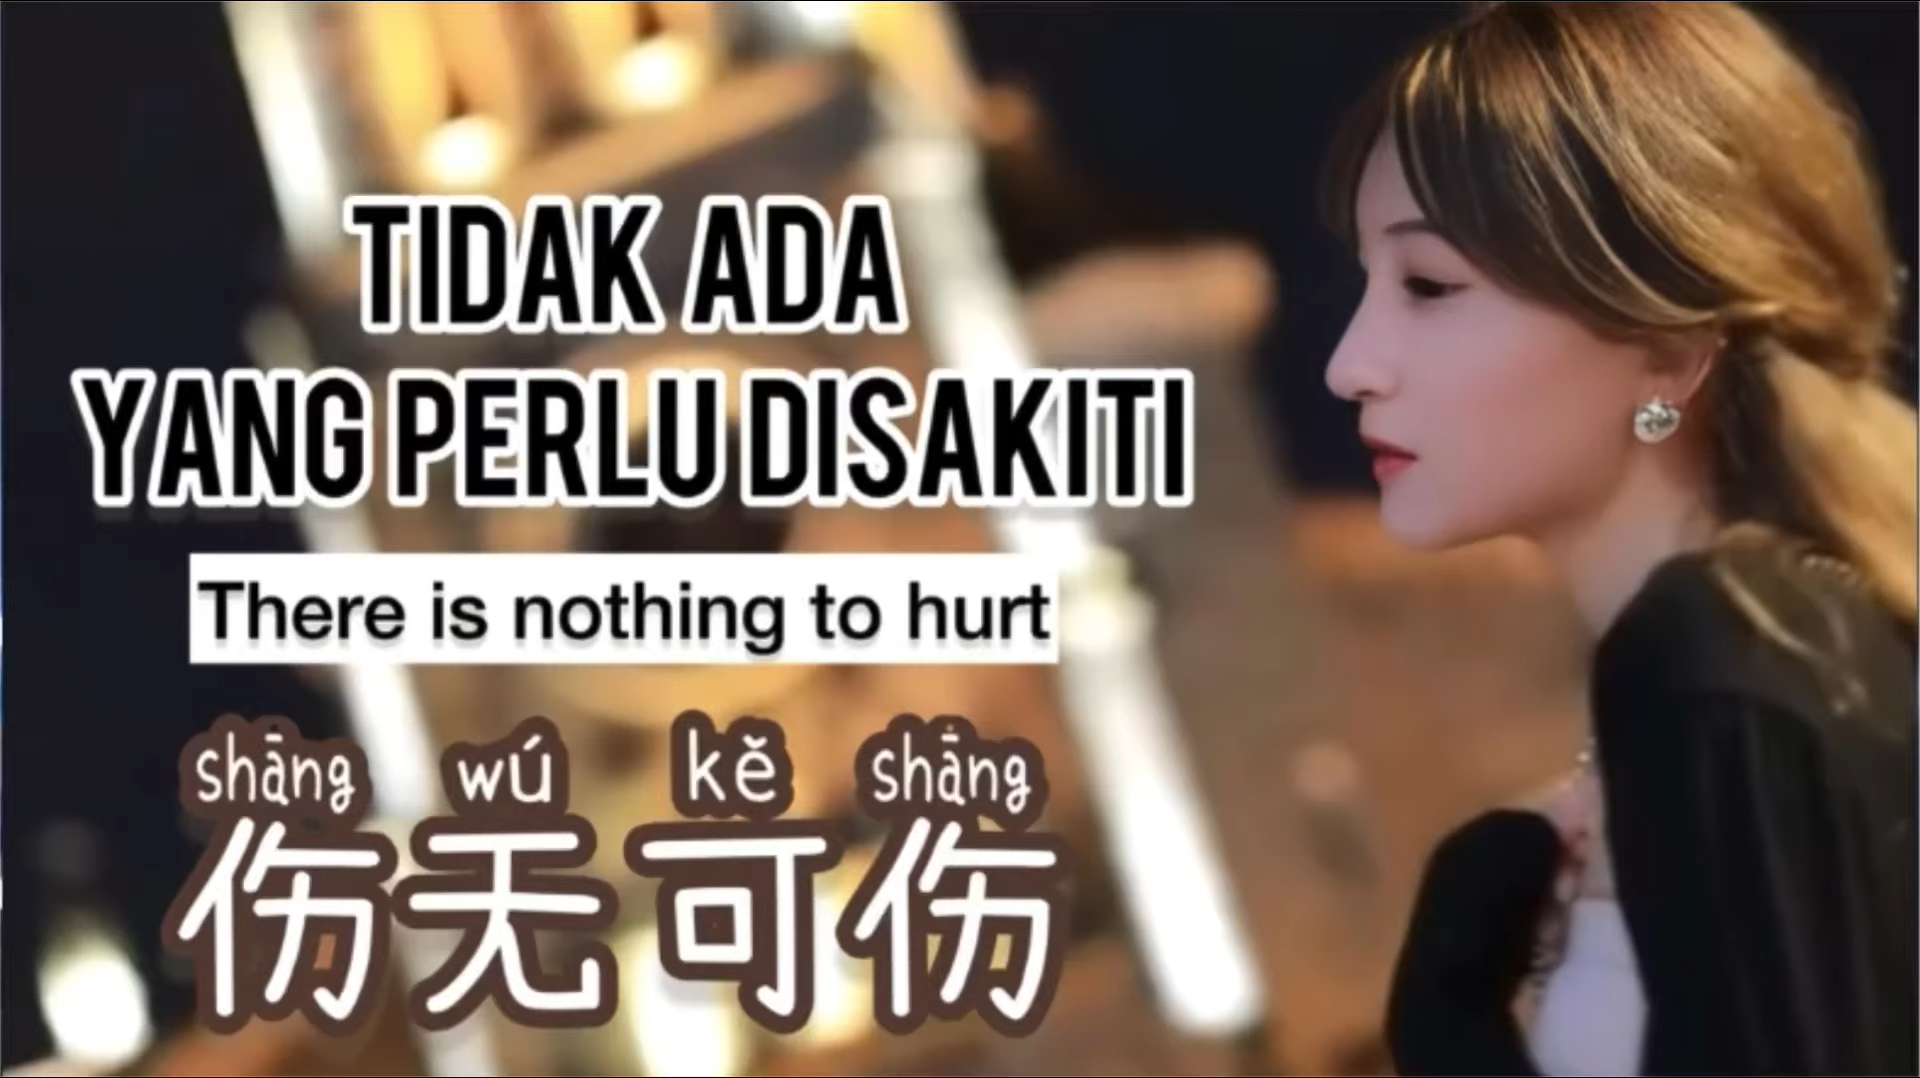 TIDAK ADA
YANG PERLU DISAKITI
There is nothing to hurt
shāng wú kě shāng
伤无可伤